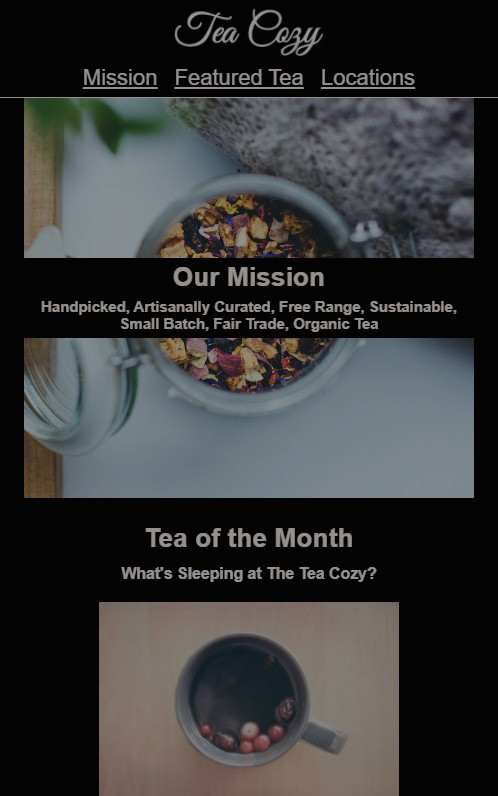 Tea Cozy
Mission Featured Tea Locations
Our Mission
Handpicked, Artisanally Curated, Free Range, Sustainable,
Small Batch, Fair Trade, Organic Tea
Tea of the Month
What's Sleeping at The Tea Cozy?